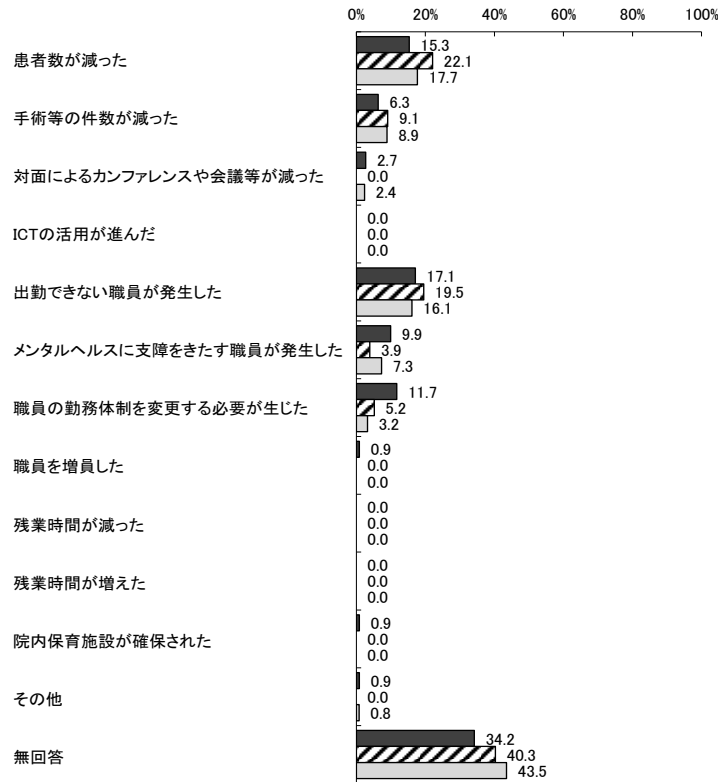 0% 20% 40% 60% 80% 100%
患者数が減った
15.3
22.1
17.7
手術等の件数が減った
6.3
9.1
8.9
対面によるカンファレンスや会議等が減った
2.7
0.0
2.4
ICTの活用が進んだ
0.0
0.0
0.0
出勤できない職員が発生した
17.1
19.5
16.1
メンタルヘルスに支障をきたす職員が発生した
9.9
3.9
7.3
職員の勤務体制を変更する必要が生じた
11.7
5.2
3.2
職員を増員した
0.9
0.0
0.0
残業時間が減った
0.0
0.0
0.0
残業時間が増えた
0.0
0.0
0.0
院内保育施設が確保された
0.9
0.0
0.0
その他
0.9
0.0
0.8
無回答
34.2
40.3
43.5